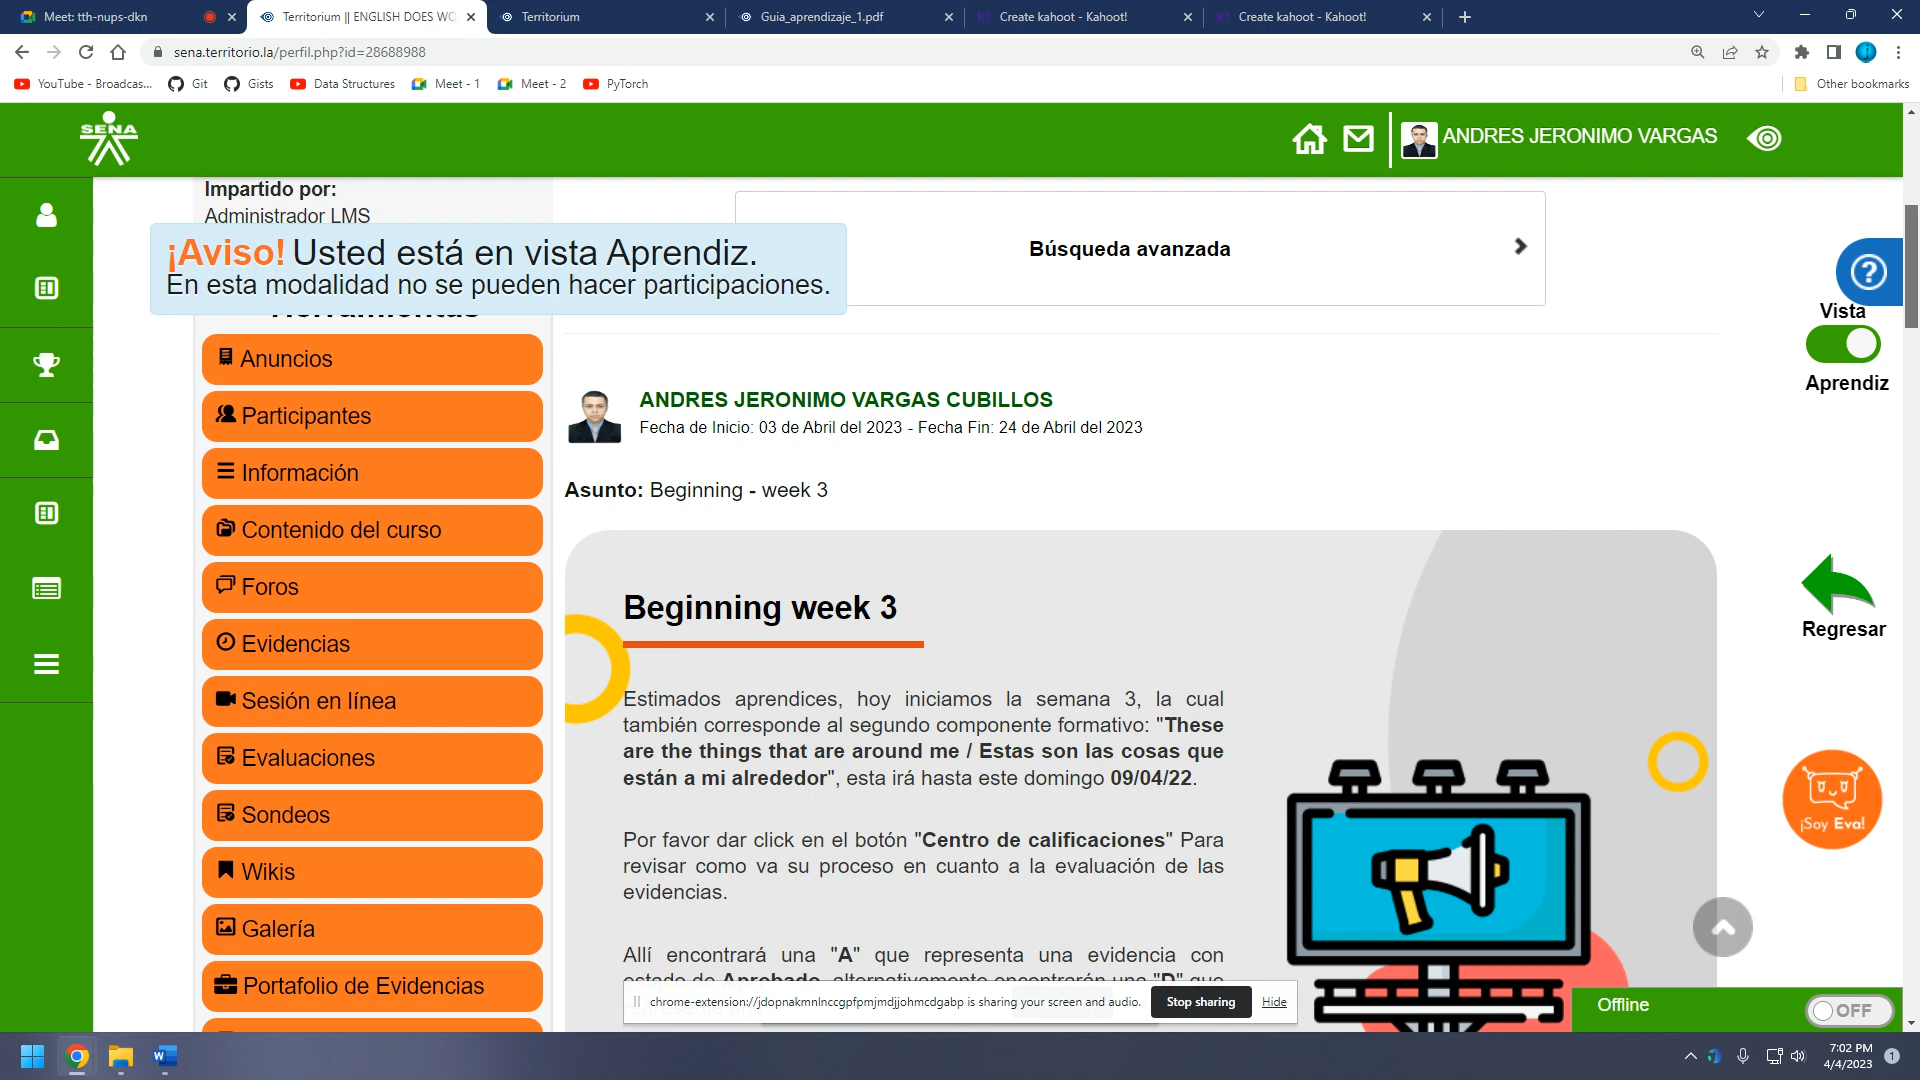 Meet: tth-nups-dkn
Territorium || ENGLISH DOES WO
Territorium
Guia_aprendizaje_1.pdf
Create kahoot - Kahoot!
Create kahoot - Kahoot!
sena.territorio.la/perfil.php?id=28688988
YouTube - Broadcas...
Git
Gists
Data Structures
Meet - 1
Meet - 2
PyTorch
Other bookmarks
SENA
ANDRES JERONIMO VARGAS
Impartido por:
Administrador LMS
¡Aviso! Usted está en vista Aprendiz.
En esta modalidad no se pueden hacer participaciones.
Búsqueda avanzada
Herramientas
Anuncios
Participantes
Información
Contenido del curso
Foros
Evidencias
Sesión en línea
Evaluaciones
Sondeos
Wikis
Galería
Portafolio de Evidencias
ANDRES JERONIMO VARGAS CUBILLOS
Fecha de Inicio: 03 de Abril del 2023 - Fecha Fin: 24 de Abril del 2023
Asunto: Beginning - week 3
Beginning week 3
Estimados aprendices, hoy iniciamos la semana 3, la cual
también corresponde al segundo componente formativo: "These
are the things that are around me / Estas son las cosas que
están a mi alrededor", esta irá hasta este domingo 09/04/22.
Por favor dar click en el botón "Centro de calificaciones" Para
revisar como va su proceso en cuanto a la evaluación de las
evidencias.
Allí encontrará una "A" que representa una evidencia con
estado de Aprobado, alternativamente encontrarán una "D" que
Vista
Aprendiz
Regresar
¡Soy Eva!
chrome-extension://jdopnakmnlnccgpfpmjmdjjohmcdgabp is sharing your screen and audio.
Stop sharing
Hide
Offline
OFF
7:02 PM
4/4/2023
1